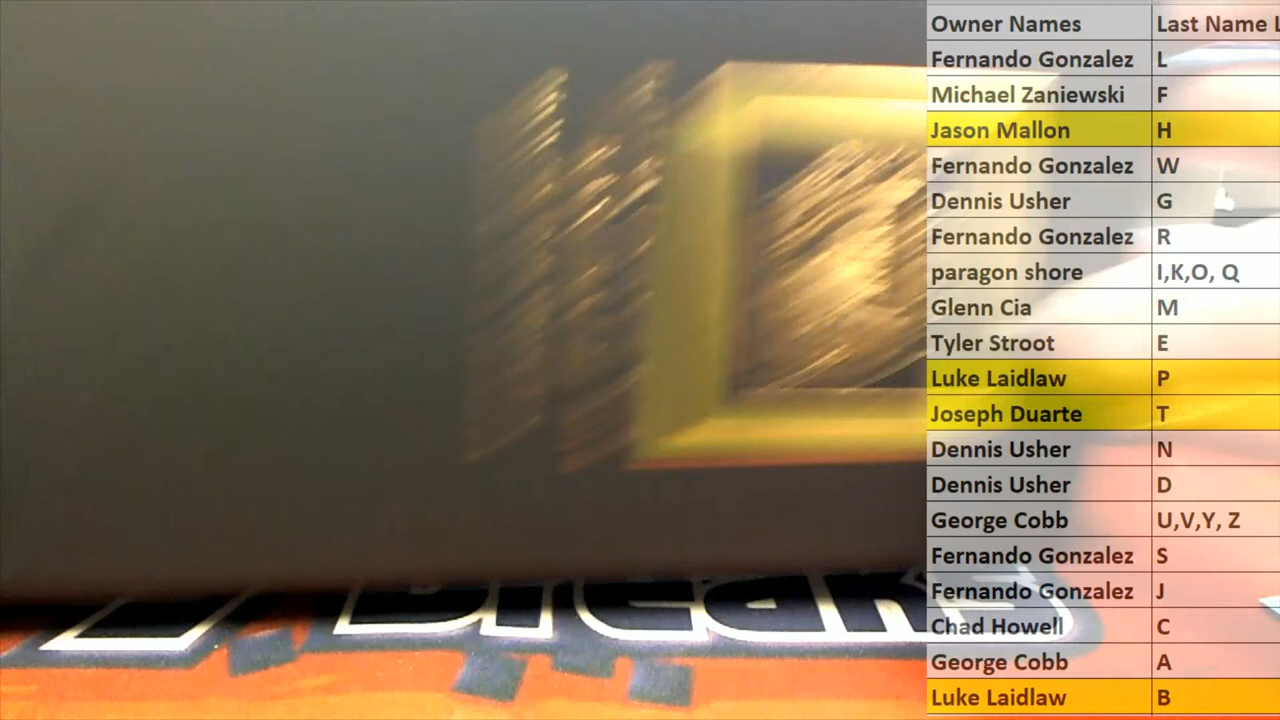 Owner Names Last Name L
Fernando Gonzalez L
Michael Zaniewski F
Jason Mallon H
Fernando Gonzalez W
Dennis Usher G
Fernando Gonzalez R
paragon shore I,K,O, Q
Glenn Cia M
Tyler Stroot E
Luke Laidlaw P
Joseph Duarte T
Dennis Usher N
Dennis Usher D
George Cobb U,V,Y, Z
Fernando Gonzalez S
Fernando Gonzalez J
Chad Howell C
George Cobb A
Luke Laidlaw B